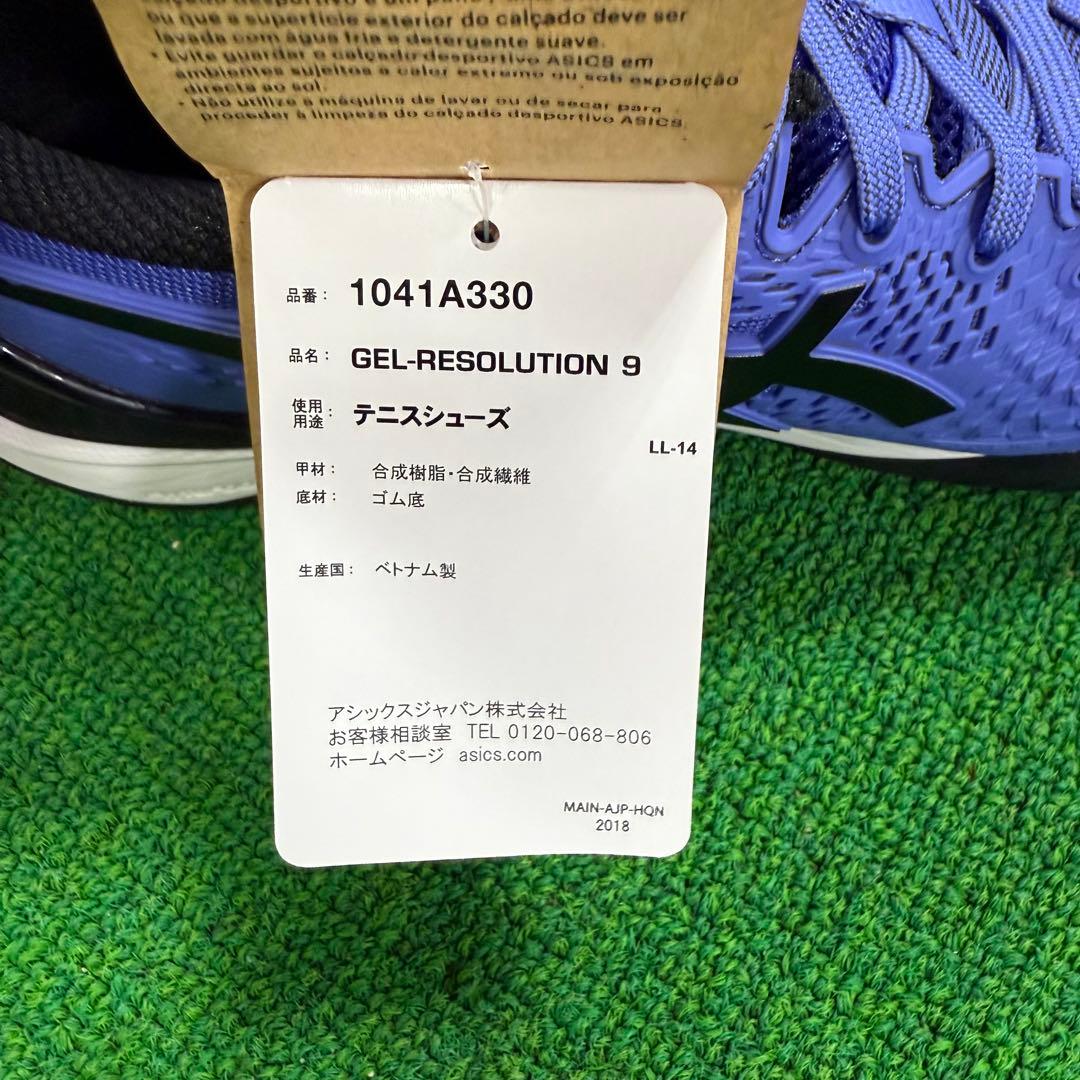 ou que a superfície exterior do calçado deve ser
lavada com água fria e detergente suave.
• Evite guardar o calçado desportivo ASICS em
ambientes sujeitos a calor extremo ou sob exposição
directa ao sol.
• Não utilize a máquina de lavar ou de secar para
proceder à limpeza do calçado desportivo ASICS.
品番： 1041A330
品名： GEL-RESOLUTION 9
使用用途： テニスシューズ
LL-14
甲材： 合成樹脂・合成繊維
底材： ゴム底
生産国： ベトナム製
アシックスジャパン株式会社
お客様相談室 TEL 0120-068-806
ホームページ asics.com
MAIN-AJP-HQN
2018